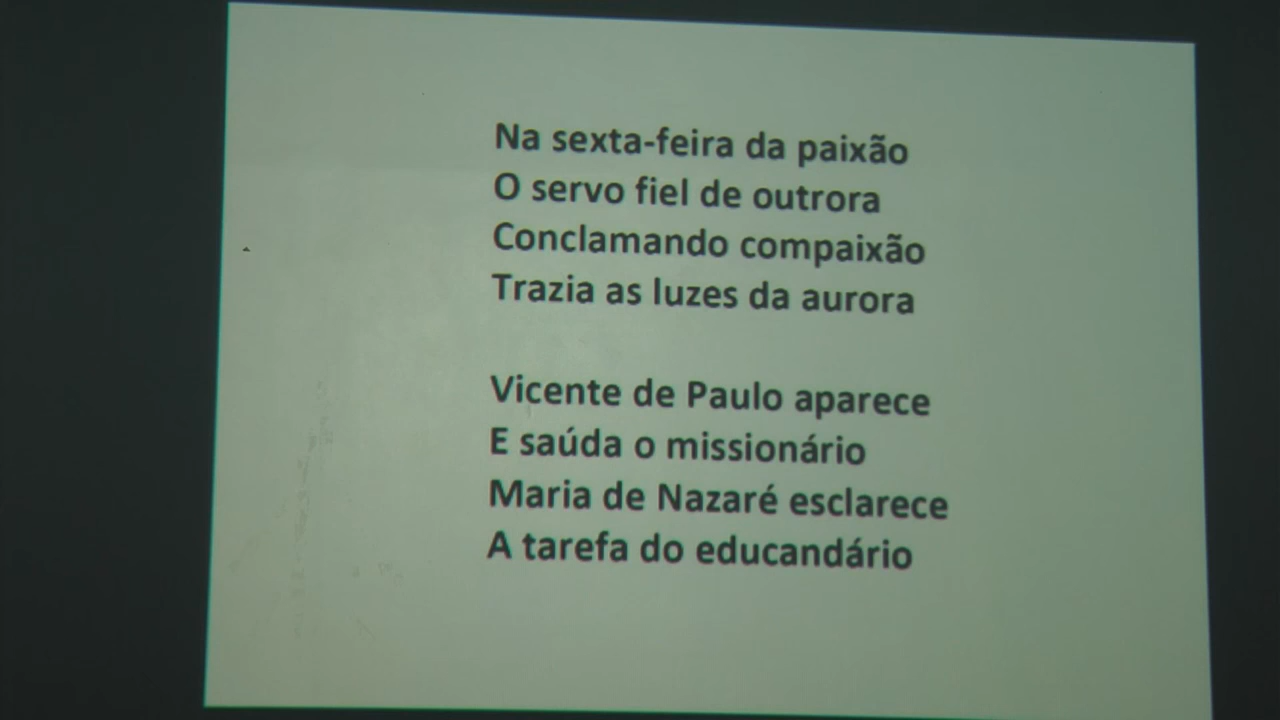 Na sexta-feira da paixão
O servo fiel de outrora
Conclamando compaixão
Trazia as luzes da aurora
Vicente de Paulo aparece
E saúda o missionário
Maria de Nazaré esclarece
A tarefa do educandário